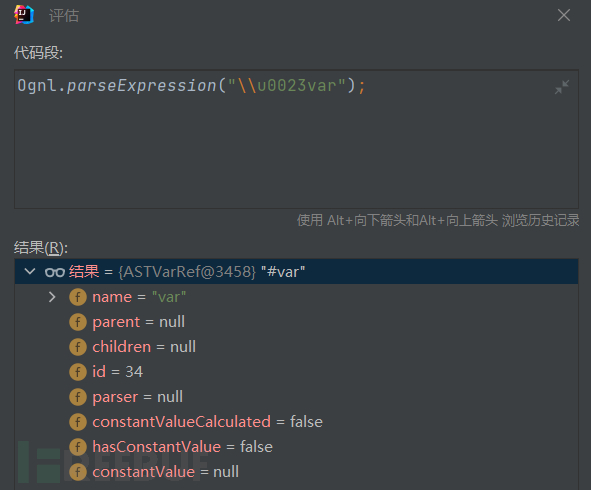 评估
代码段:
Ognl.parseExpression("\\u0023var");
使用 Alt+向下箭头和Alt+向上箭头 浏览历史记录
结果(R):
结果 = {ASTVarRef@3458} "#var"
name = "var"
parent = null
children = null
id = 34
parser = null
constantValueCalculated = false
hasConstantValue = false
constantValue = null
FREEBUF